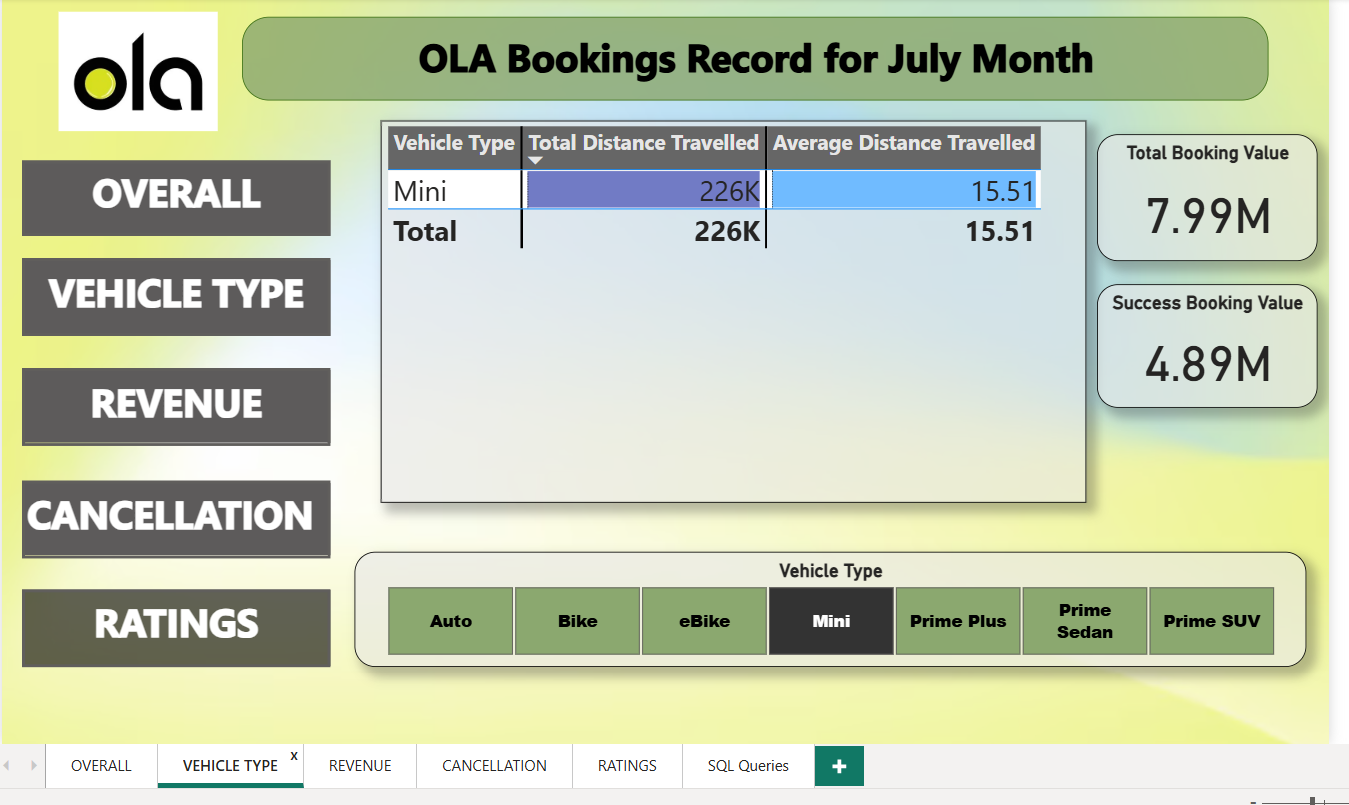 ola
OLA Bookings Record for July Month
OVERALL
VEHICLE TYPE
REVENUE
CANCELLATION
RATINGS
Vehicle Type Total Distance Travelled Average Distance Travelled
Mini 226K 15.51
Total 226K 15.51
Total Booking Value
7.99M
Success Booking Value
4.89M
Vehicle Type
Auto Bike eBike Mini Prime Plus Prime Sedan Prime SUV
OVERALL VEHICLE TYPE x REVENUE CANCELLATION RATINGS SQL Queries +